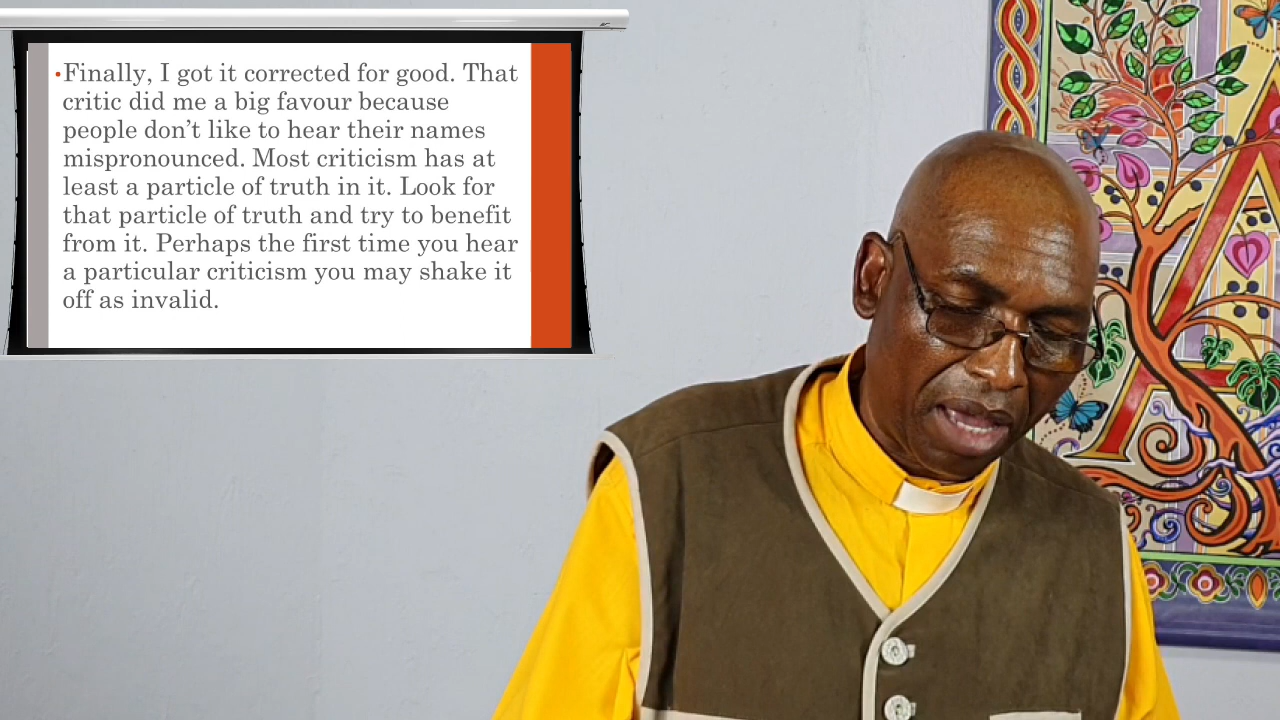 •Finally, I got it corrected for good. That
critic did me a big favour because
people don’t like to hear their names
mispronounced. Most criticism has at
least a particle of truth in it. Look for
that particle of truth and try to benefit
from it. Perhaps the first time you hear
a particular criticism you may shake it
off as invalid.